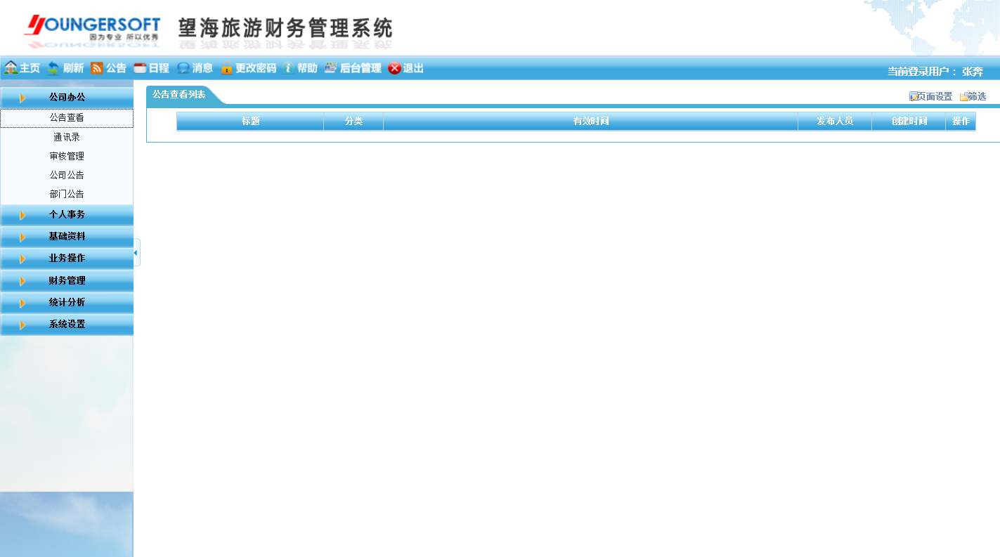 YOUNGERSOFT
因为专业 所以优秀
望海旅游财务管理系统
主页 刷新 公告 日程 消息 更改密码 帮助 后台管理 退出
当前登录用户： 张奔
公司办公
公告查看
通讯录
审核管理
公司公告
部门公告
个人事务
基础资料
业务操作
财务管理
统计分析
系统设置
公告查看列表
页面设置 筛选
标题 分类 有效时间 发布人员 创建时间 操作